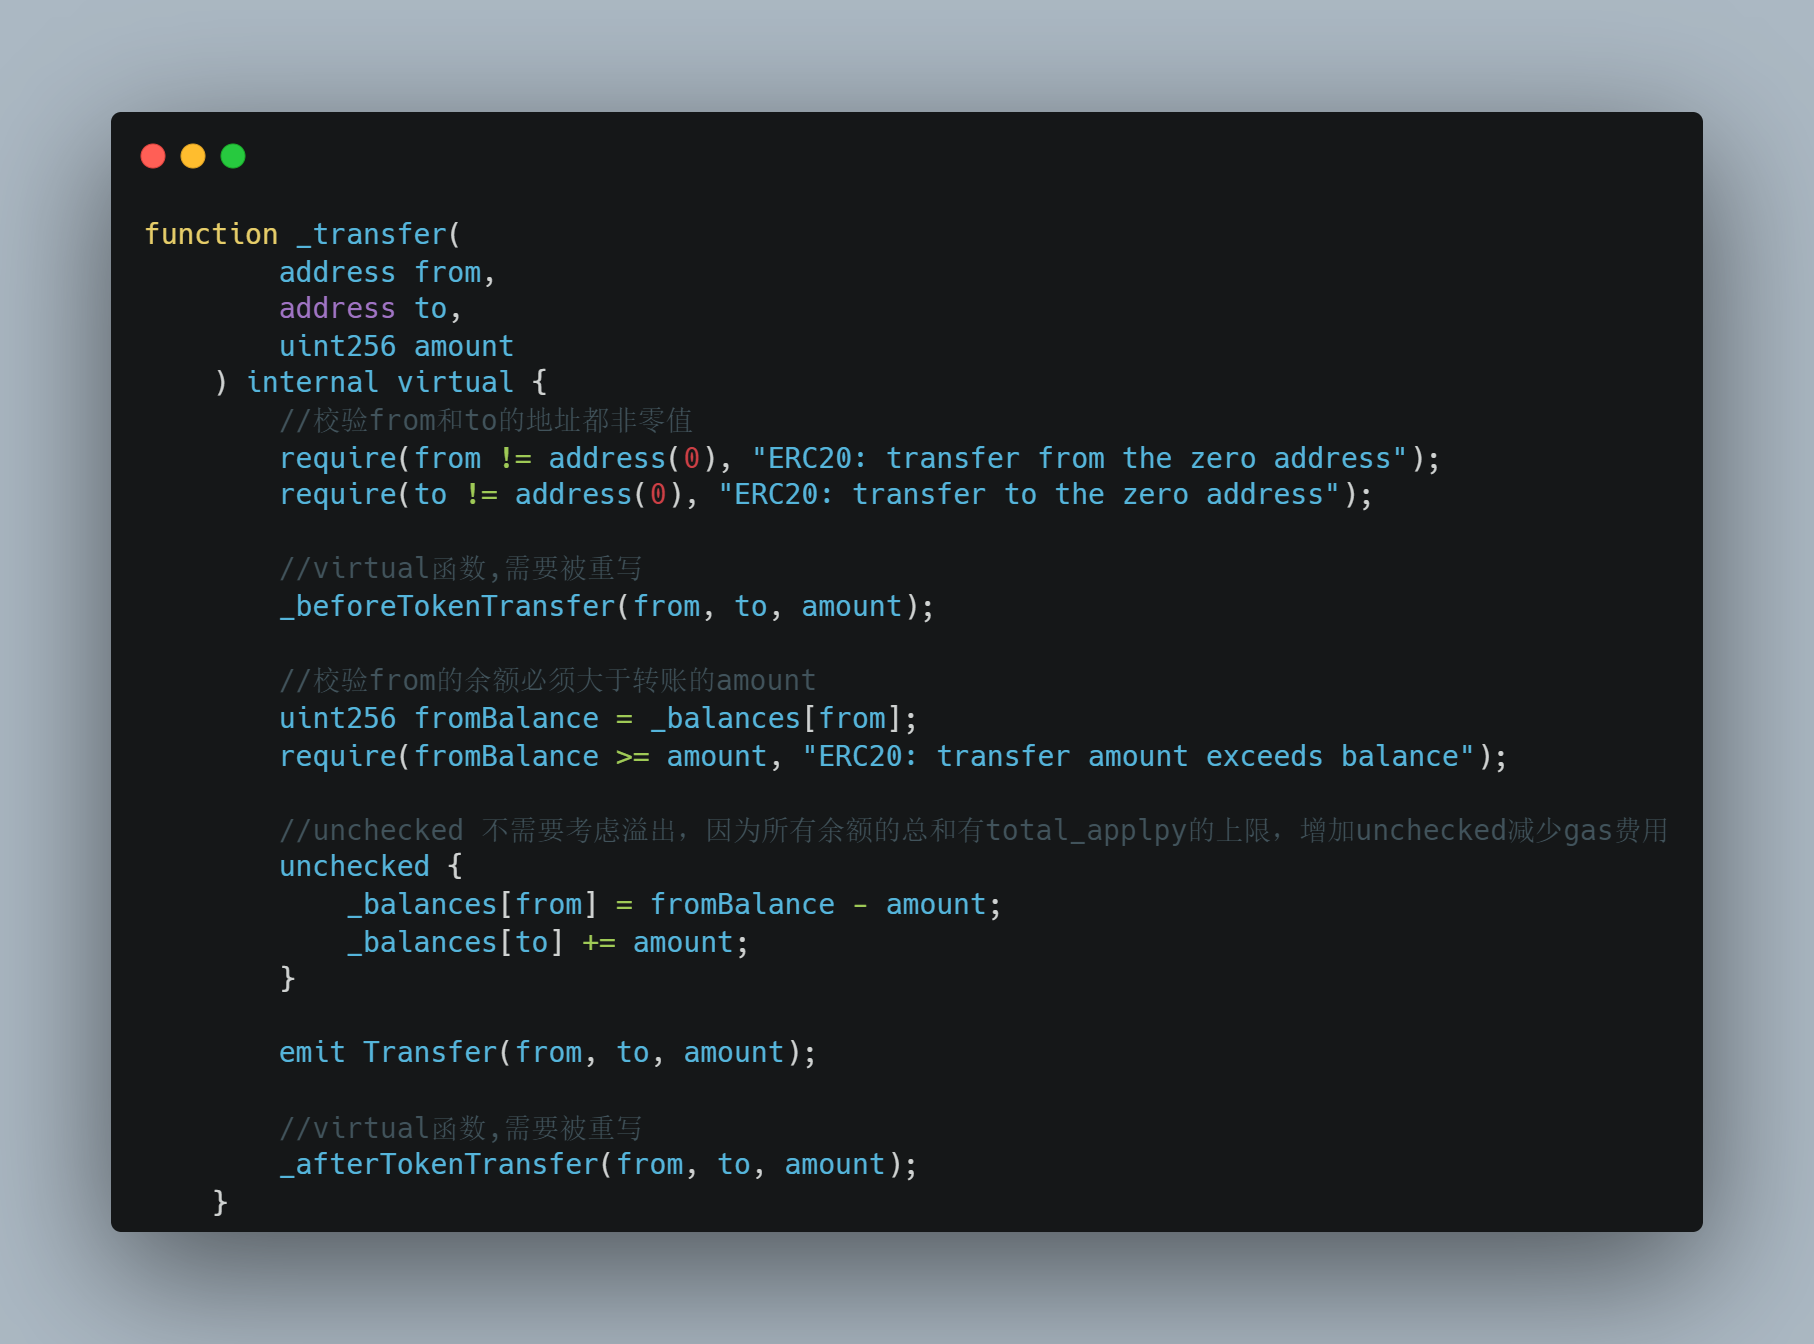 function _transfer(
        address from,
        address to,
        uint256 amount
    ) internal virtual {
        //校验from和to的地址都非零值
        require(from != address(0), "ERC20: transfer from the zero address");
        require(to != address(0), "ERC20: transfer to the zero address");
        //virtual函数,需要被重写
        _beforeTokenTransfer(from, to, amount);
        //校验from的余额必须大于转账的amount
        uint256 fromBalance = _balances[from];
        require(fromBalance >= amount, "ERC20: transfer amount exceeds balance");
        //unchecked 不需要考虑溢出，因为所有余额的总和有total_applpy的上限，增加unchecked减少gas费用
        unchecked {
            _balances[from] = fromBalance - amount;
            _balances[to] += amount;
        }
        emit Transfer(from, to, amount);
        //virtual函数,需要被重写
        _afterTokenTransfer(from, to, amount);
    }